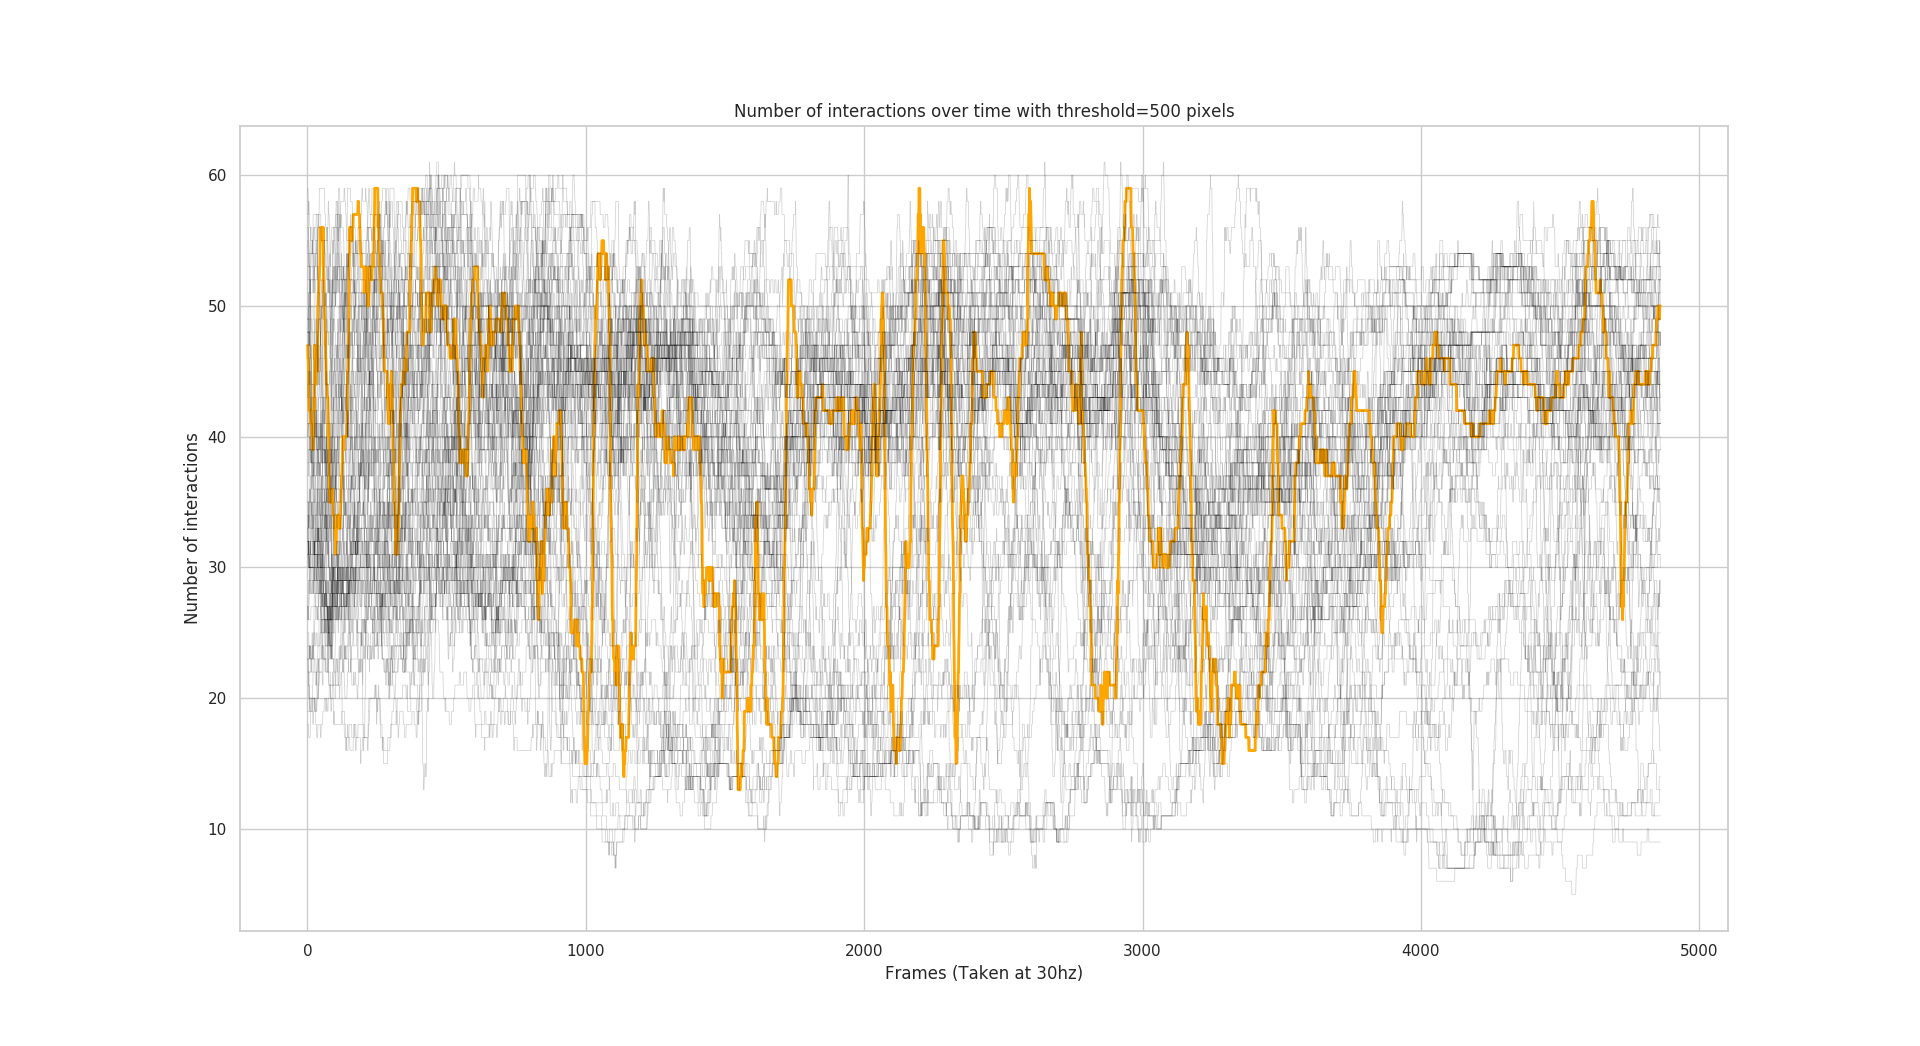 Number of interactions over time with threshold=500 pixels
60
50
40
30
20
10
Number of interactions
0 1000 2000 3000 4000 5000
Frames (Taken at 30hz)